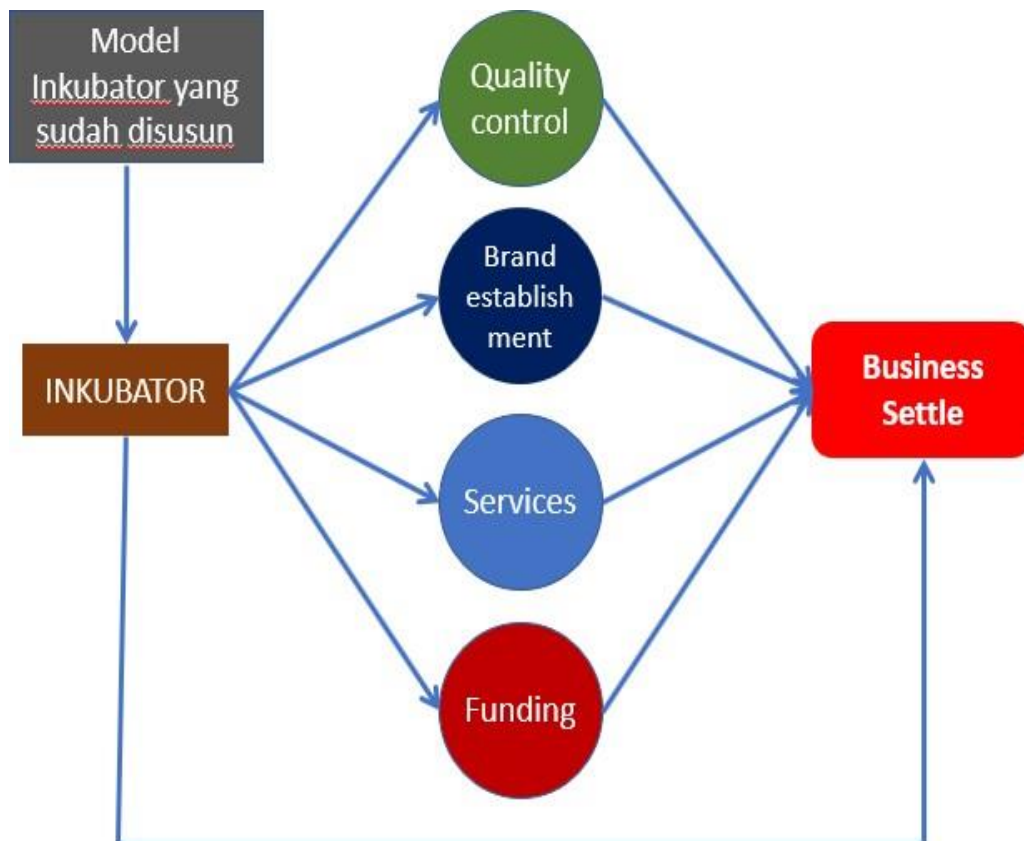 Model
Inkubator yang
sudah disusun
Quality
control
Brand
establish
ment
INKUBATOR
Business
Settle
Services
Funding